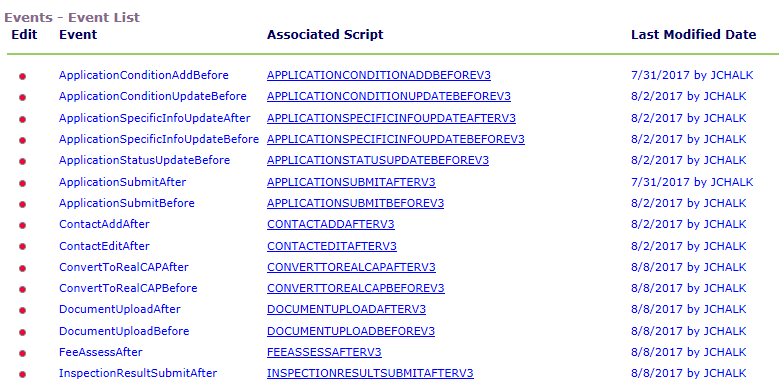 Events - Event List
Edit Event Associated Script Last Modified Date
ApplicationConditionAddBefore APPLICATIONCONDITIONADDBEFOREV3 7/31/2017 by JCHALK
ApplicationConditionUpdateBefore APPLICATIONCONDITIONUPDATEBEFOREV3 8/2/2017 by JCHALK
ApplicationSpecificInfoUpdateAfter APPLICATIONSPECIFICINFOUPDATEAFTERV3 8/2/2017 by JCHALK
ApplicationSpecificInfoUpdateBefore APPLICATIONSPECIFICINFOUPDATEBEFOREV3 8/2/2017 by JCHALK
ApplicationStatusUpdateBefore APPLICATIONSTATUSUPDATEBEFOREV3 8/2/2017 by JCHALK
ApplicationSubmitAfter APPLICATIONSUBMITAFTERV3 7/31/2017 by JCHALK
ApplicationSubmitBefore APPLICATIONSUBMITBEFOREV3 8/2/2017 by JCHALK
ContactAddAfter CONTACTADDAFTERV3 8/2/2017 by JCHALK
ContactEditAfter CONTACTEDITAFTERV3 8/2/2017 by JCHALK
ConvertToRealCAPAfter CONVERTTOREALCAPAFTERV3 8/8/2017 by JCHALK
ConvertToRealCAPBefore CONVERTTOREALCAPBEFOREV3 8/8/2017 by JCHALK
DocumentUploadAfter DOCUMENTUPLOADAFTERV3 8/8/2017 by JCHALK
DocumentUploadBefore DOCUMENTUPLOADBEFOREV3 8/8/2017 by JCHALK
FeeAssessAfter FEEASSESSAFTERV3 8/8/2017 by JCHALK
InspectionResultSubmitAfter INSPECTIONRESULTSUBMITAFTERV3 8/8/2017 by JCHALK